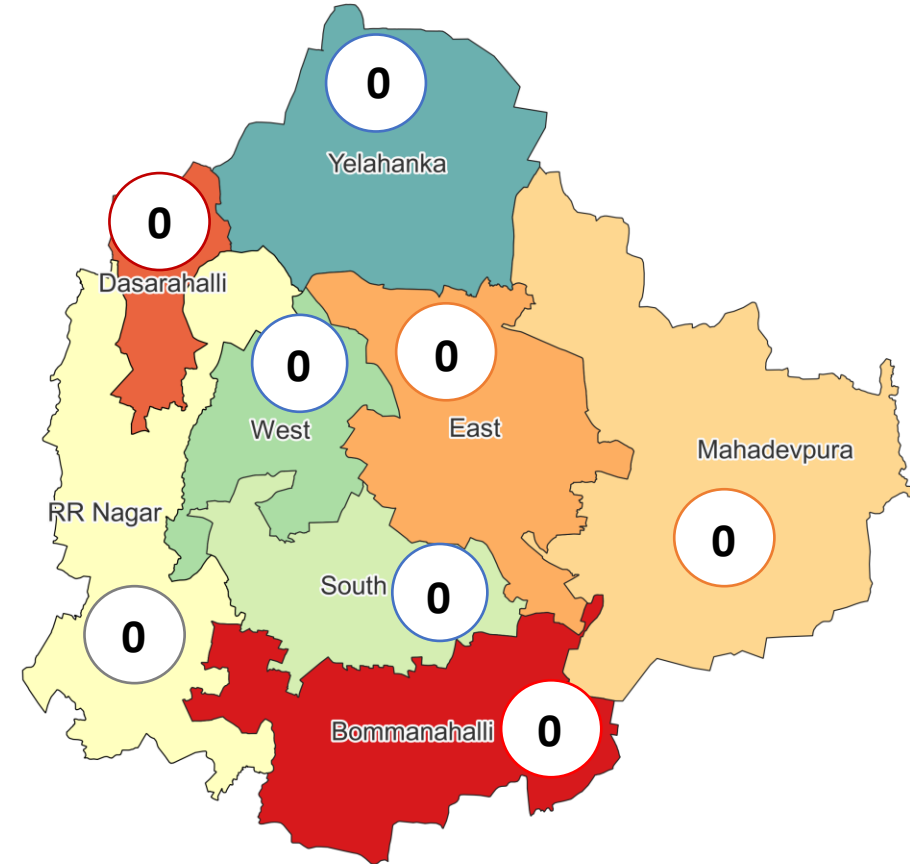 0
Yelahanka
0
Dasarahalli
0
West
0
East
Mahadevpura
0
RR Nagar
0
South
0
Bommanahalli
0